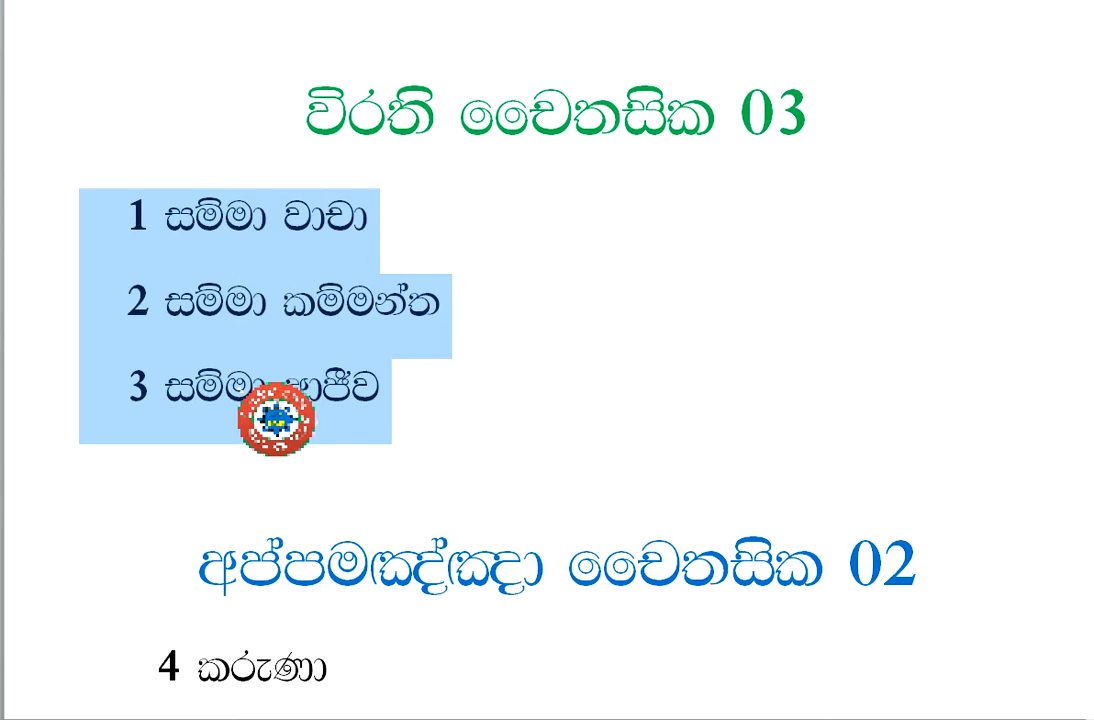 විරති චෛතසික 03
1 සම්මා වාචා
2 සම්මා කම්මන්ත
3 සම්මා
අප්පමඤ්ඤා චෛතසික 02
4 කරුණා